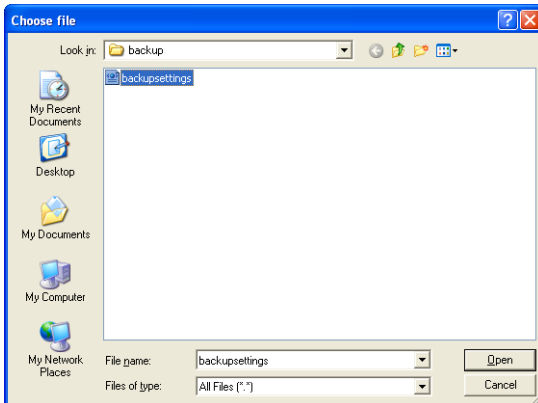 Choose file
Look in: backup
backupsettings
My Recent
Documents
Desktop
My Documents
My Computer
My Network
Places
File name: backupsettings Open
Files of type: All Files (*.*) Cancel